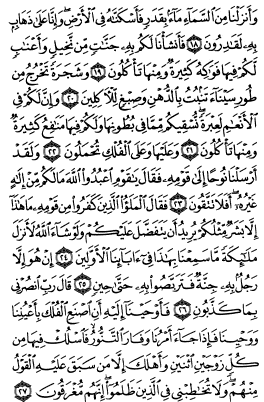 وَأَنزَلْنَا مِنَ السَّمَاءِ مَاءً بِقَدَرٍ فَأَسْكَنَّاهُ فِي الْأَرْضِ ۖ وَإِنَّا عَلَىٰ ذَهَابٍ
بِهِ لَقَادِرُونَ ١٨ فَأَنشَأْنَا لَكُم بِهِ جَنَّاتٍ مِّن نَّخِيلٍ وَأَعْنَابٍ
لَّكُمْ فِيهَا فَوَاكِهُ كَثِيرَةٌ وَمِنْهَا تَأْكُلُونَ ١٩ وَشَجَرَةً تَخْرُجُ مِن
طُورِ سَيْنَاءَ تَنبُتُ بِالدُّهْنِ وَصِبْغٍ لِّلْآكِلِينَ ٢٠ وَإِنَّ لَكُمْ فِي
الْأَنْعَامِ لَعِبْرَةً ۖ نُّسْقِيكُم مِّمَّا فِي بُطُونِهَا وَلَكُمْ فِيهَا مَنَافِعُ كَثِيرَةٌ
وَمِنْهَا تَأْكُلُونَ ٢١ وَعَلَيْهَا وَعَلَى الْفُلْكِ تُحْمَلُونَ ٢٢ وَلَقَدْ
أَرْسَلْنَا نُوحًا إِلَىٰ قَوْمِهِ فَقَالَ يَا قَوْمِ اعْبُدُوا اللَّهَ مَا لَكُم مِّنْ إِلَٰهٍ
غَيْرُهُ ۖ أَفَلَا تَتَّقُونَ ٢٣ فَقَالَ الْمَلَأُ الَّذِينَ كَفَرُوا مِن قَوْمِهِ مَا هَٰذَا
إِلَّا بَشَرٌ مِّثْلُكُمْ يُرِيدُ أَن يَتَفَضَّلَ عَلَيْكُمْ وَلَوْ شَاءَ اللَّهُ لَأَنزَلَ
مَلَائِكَةً مَّا سَمِعْنَا بِهَٰذَا فِي آبَائِنَا الْأَوَّلِينَ ٢٤ إِنْ هُوَ إِلَّا
رَجُلٌ بِهِ جِنَّةٌ فَتَرَبَّصُوا بِهِ حَتَّىٰ حِينٍ ٢٥ قَالَ رَبِّ انصُرْنِي
بِمَا كَذَّبُونِ ٢٦ فَأَوْحَيْنَا إِلَيْهِ أَنِ اصْنَعِ الْفُلْكَ بِأَعْيُنِنَا
وَوَحْيِنَا فَإِذَا جَاءَ أَمْرُنَا وَفَارَ التَّنُّورُ ۙ فَاسْلُكْ فِيهَا مِن
كُلٍّ زَوْجَيْنِ اثْنَيْنِ وَأَهْلَكَ إِلَّا مَن سَبَقَ عَلَيْهِ الْقَوْلُ
مِنْهُمْ ۖ وَلَا تُخَاطِبْنِي فِي الَّذِينَ ظَلَمُوا ۖ إِنَّهُم مُّغْرَقُونَ ٢٧